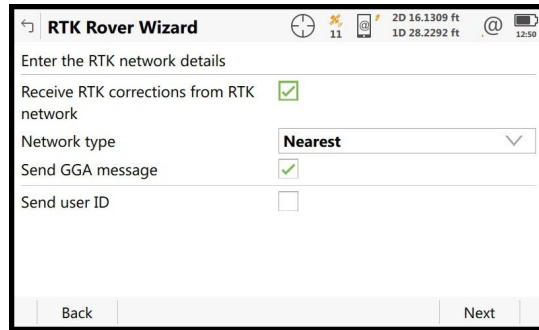 RTK Rover Wizard
11
@
2D 16.1309 ft
1D 28.2292 ft
@
12:50
Enter the RTK network details
Receive RTK corrections from RTK
network
Network type
Nearest
Send GGA message
Send user ID
Back
Next